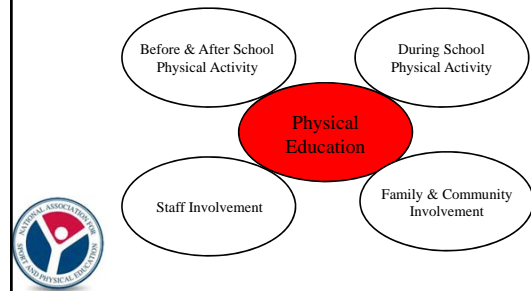 Before & After School
Physical Activity
During School
Physical Activity
Physical
Education
Staff Involvement
Family & Community
Involvement
NATIONAL ASSOCIATION FOR
SPORT AND PHYSICAL EDUCATION